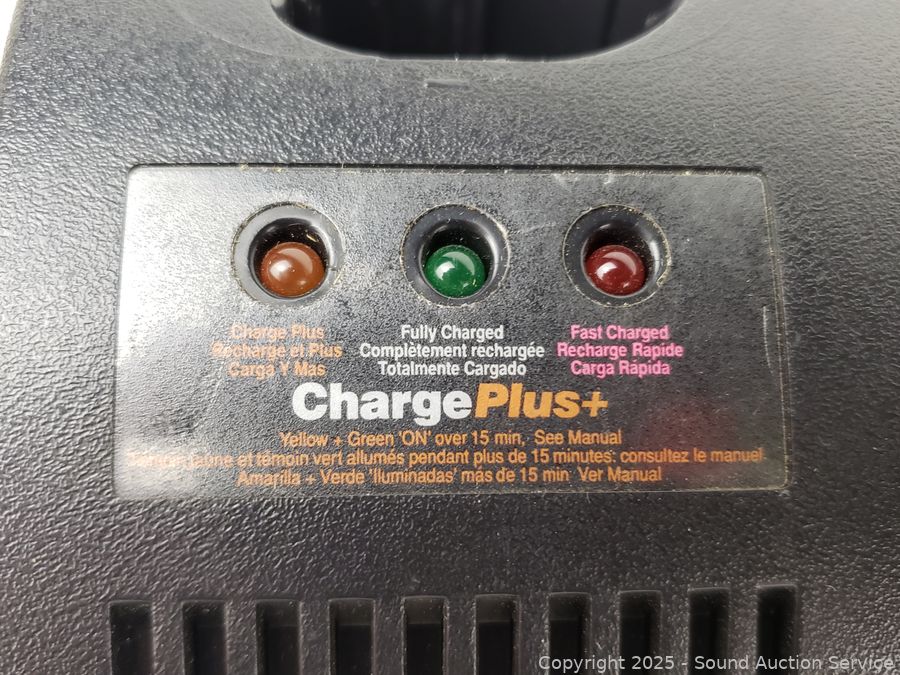 Charge Plus
Recharge et Plus
Carga Y Mas
Fully Charged
Complètement rechargée
Totalmente Cargado
Fast Charged
Recharge Rapide
Carga Rápida
ChargePlus+
Yellow + Green 'ON' over 15 min, See Manual
jaune et témoin vert allumés pendant plus de 15 minutes: consultez le manuel
Amarilla + Verde 'Iluminadas' más de 15 min Ver Manual
Copyright 2025 - Sound Auction Service